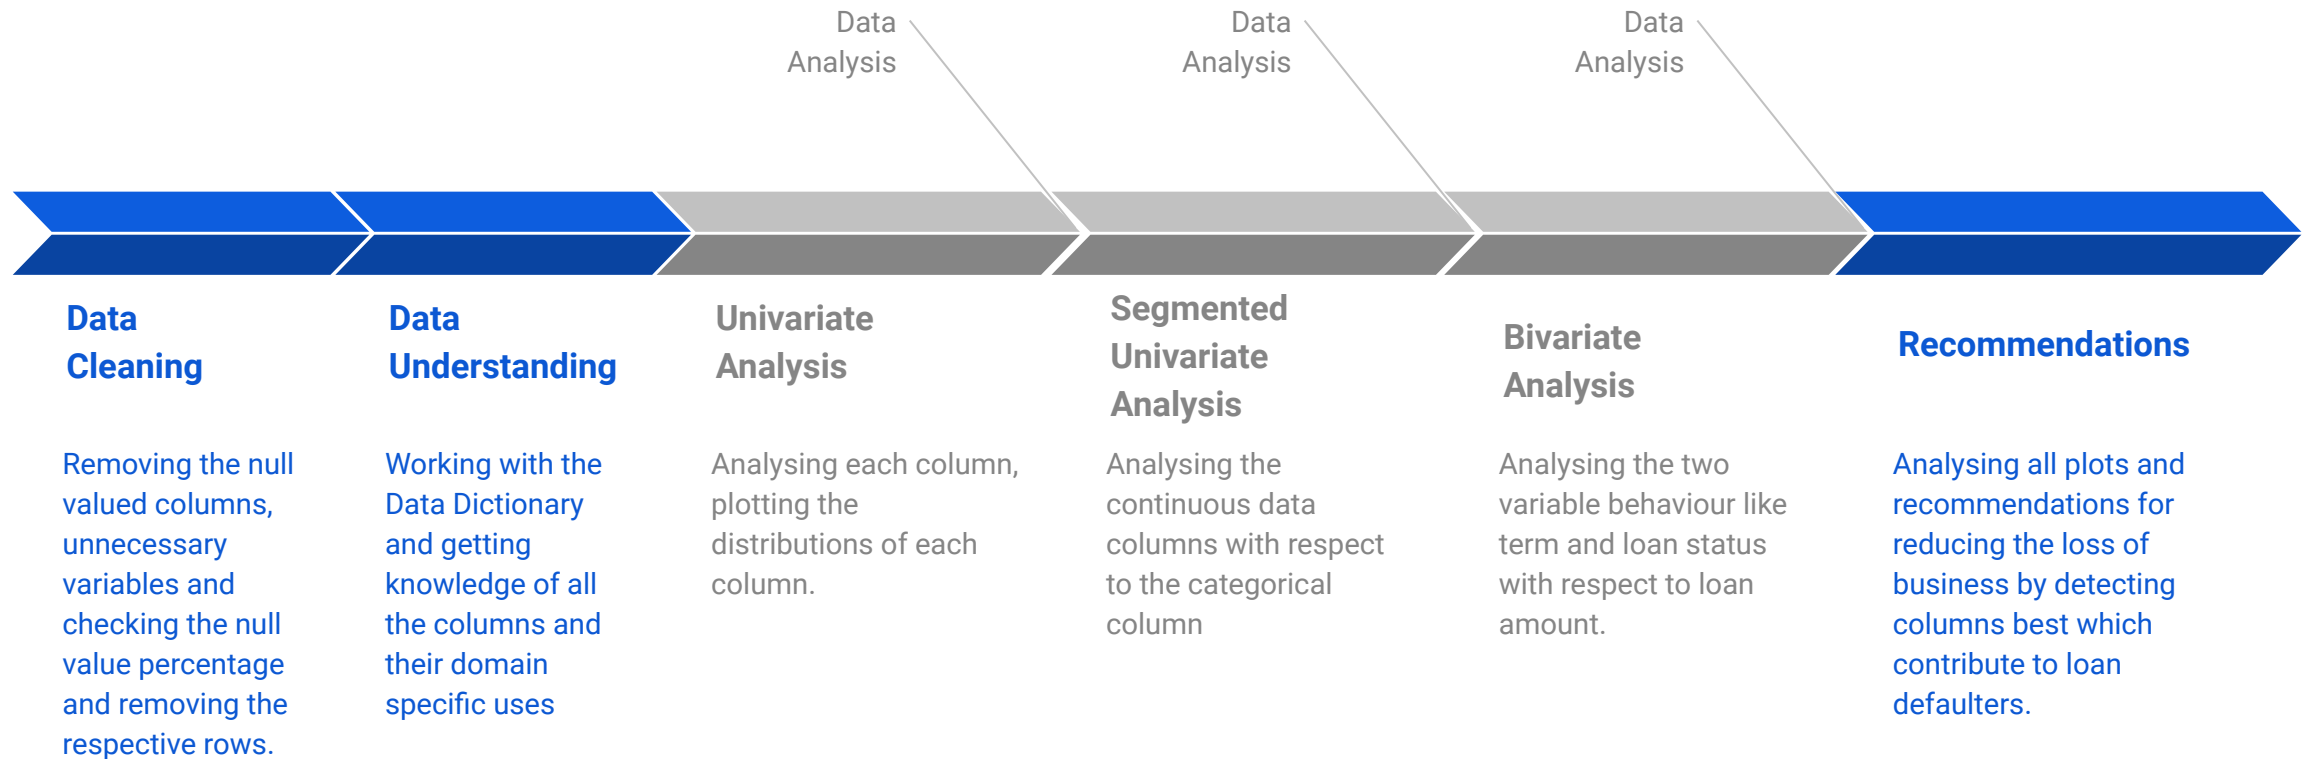 Data
Analysis
Data
Analysis
Data
Analysis
Data
Cleaning
Removing the null
valued columns,
unnecessary
variables and
checking the null
value percentage
and removing the
respective rows.
Data
Understanding
Working with the
Data Dictionary
and getting
knowledge of all
the columns and
their domain
specific uses
Univariate
Analysis
Analysing each column,
plotting the
distributions of each
column.
Segmented
Univariate
Analysis
Analysing the
continuous data
columns with respect
to the categorical
column
Bivariate
Analysis
Analysing the two
variable behaviour like
term and loan status
with respect to loan
amount.
Recommendations
Analysing all plots and
recommendations for
reducing the loss of
business by detecting
columns best which
contribute to loan
defaulters.